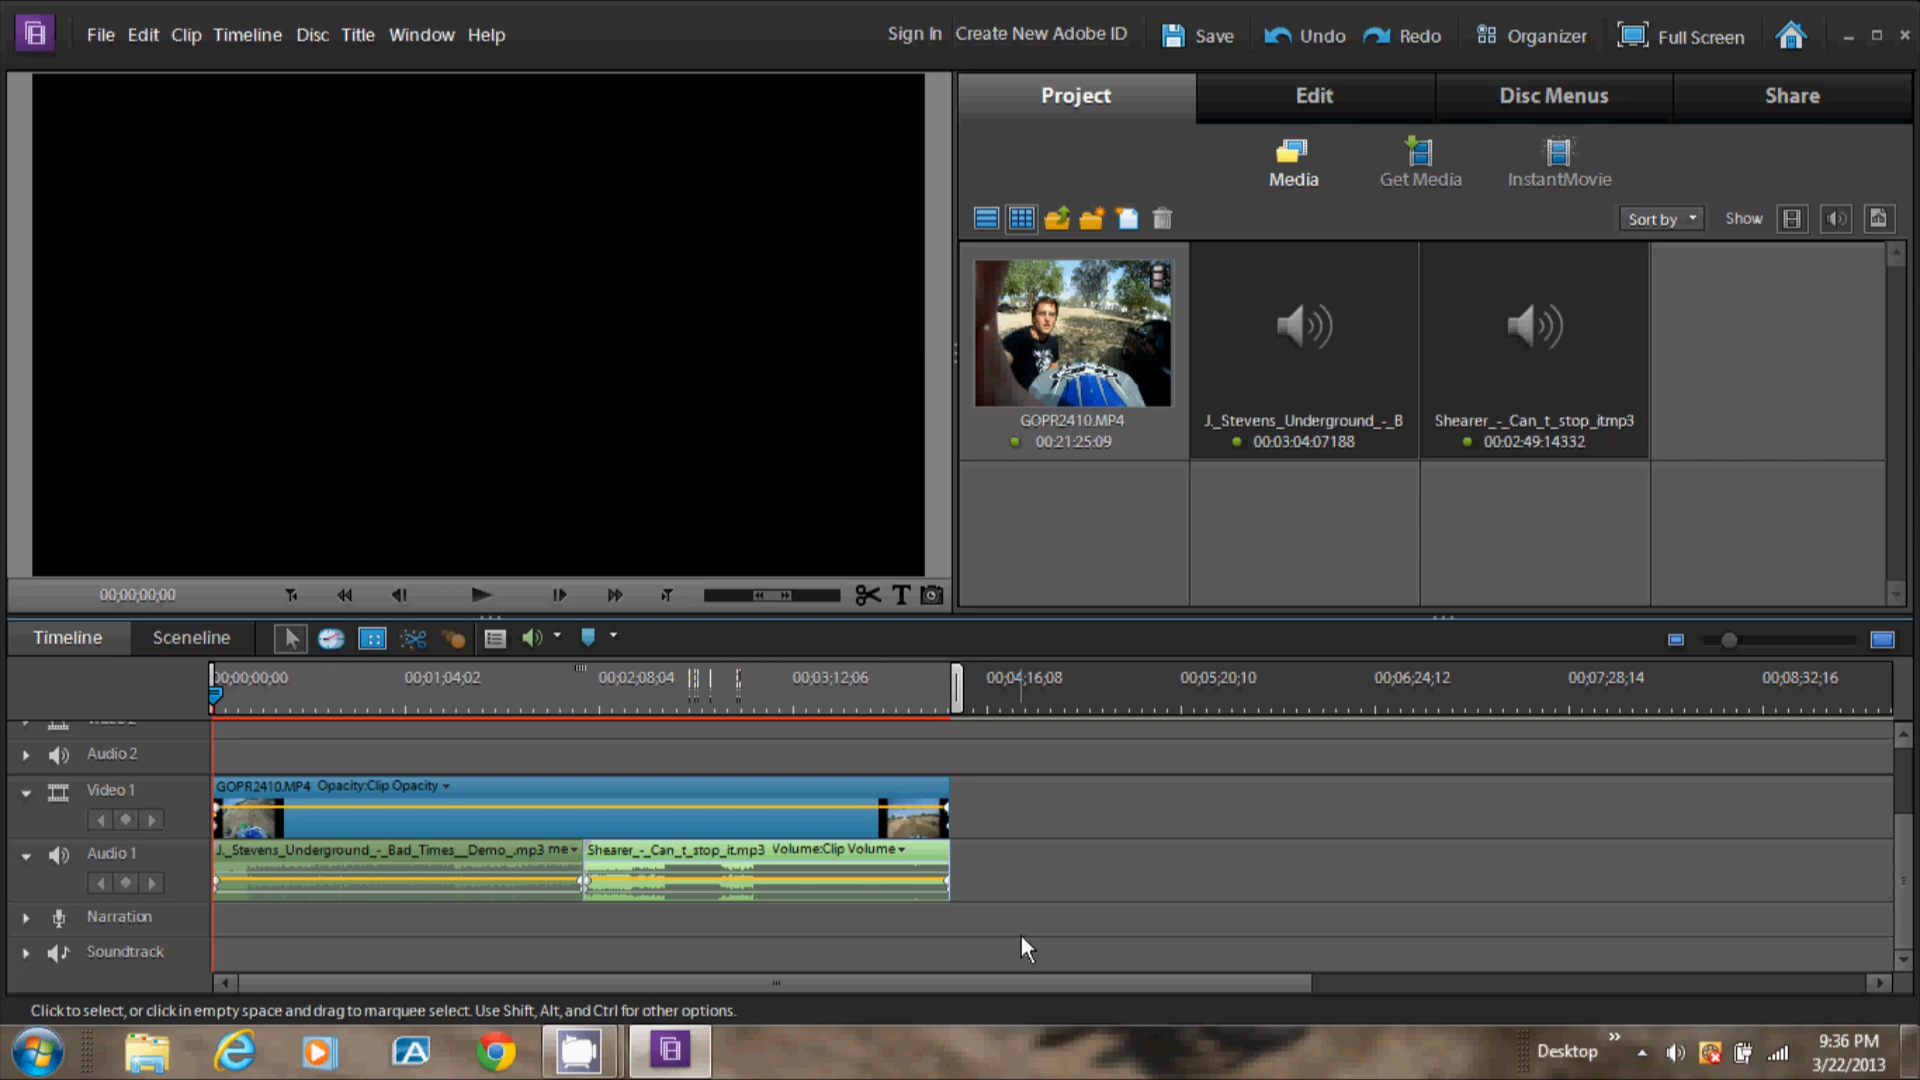 File Edit Clip Timeline Disc Title Window Help
Sign In Create New Adobe ID Save Undo Redo Organizer Full Screen
Project Edit Disc Menus Share
Media Get Media InstantMovie
Sort by Show
GOPR2410.MP4
00:21:25:09
J._Stevens_Underground_-_B
00:03:04:07188
Shearer_-_Can_t_stop_it.mp3
00:02:49:14332
00;00;00;00
Timeline Sceneline
00;00;00;00 00;01;04;02 00;02;08;04 00;03;12;06 00;04;16;08 00;05;20;10 00;06;24;12 00;07;28;14 00;08;32;16
Video 2
Audio 2
Video 1
GOPR2410.MP4 Opacity:Clip Opacity
Audio 1
J._Stevens_Underground_-_Bad_Times__Demo_.mp3 me
Shearer_-_Can_t_stop_it.mp3 Volume:Clip Volume
Narration
Soundtrack
Click to select, or click in empty space and drag to marquee select. Use Shift, Alt, and Ctrl for other options.
Desktop
9:36 PM
3/22/2013